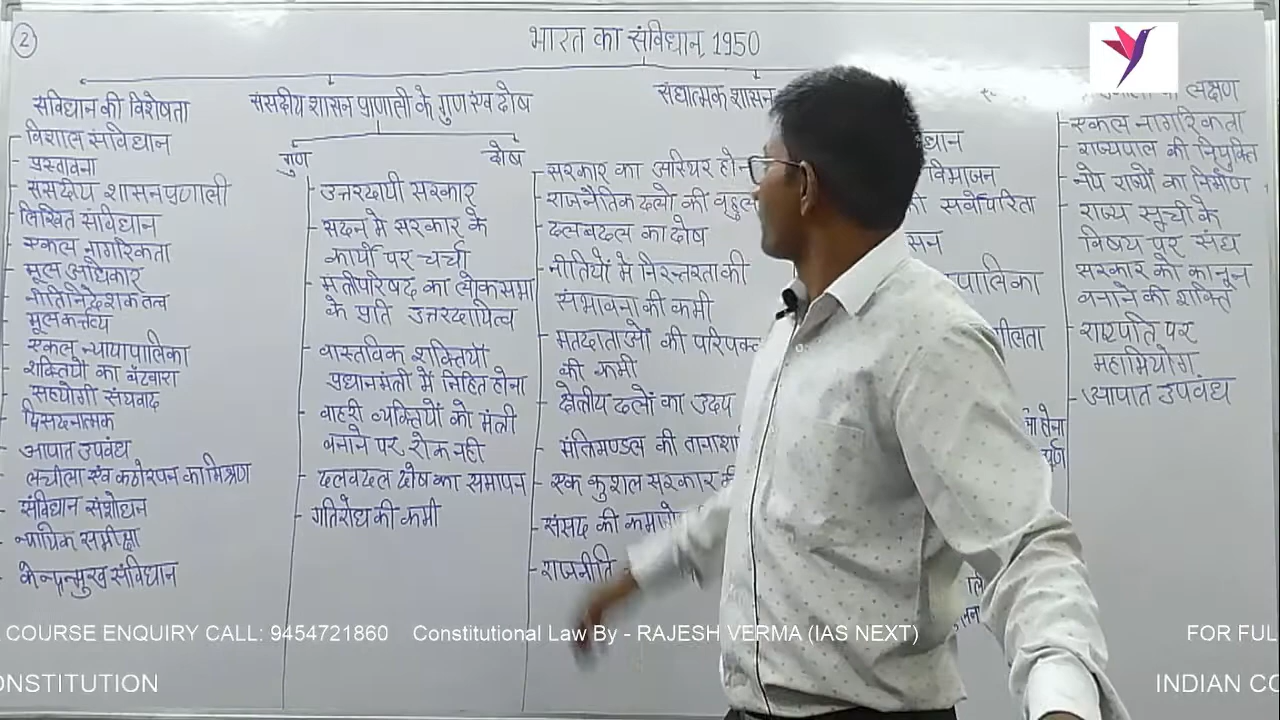 2
भारत का संविधान, 1950
संविधान की विशेषता
विशाल संविधान
प्रस्तावना
संसदीय शासनप्रणाली
लिखित संविधान
एकल नागरिकता
मूल अधिकार
नीतिनिदेशक तत्व
मूल कर्त्तव्य
एकल न्यायपालिका
शक्तियों का बँटवारा
सहयोगी संघवाद
द्विसदनात्मक
आपात उपबंध
लचीला एवं कठोरपन का मिश्रण
संविधान संशोधन
न्यायिक समीक्षा
केन्द्रन्मुख संविधान
संसदीय शासन प्रणाली के गुण एवं दोष
गुण
उत्तरदायी सरकार
सदन में सरकार के
कार्यों पर चर्चा
मंत्रीपरिषद का लोकसभा
के प्रति उत्तरदायित्व
वास्तविक शक्तियाँ
प्रधानमंत्री में निहित होना
बाहरी व्यक्तियों को मंत्री
बनाने पर रोक नही
दलबदल दोष का समापन
गतिरोध की कमी
दोष
सरकार का अस्थिर
राजनैतिक दलों की
दलबदल का दोष
नीतियों में निरन्तरता की
संभावना की कमी
मतदाताओं की
की कमी
क्षेत्रीय दलों का उदय
मंत्रिमण्डल की
एक कुशल सरकार
संसद की
संघात्मक शासन
विभाजन
सर्वोपरिता
लक्षण
एकल नागरिकता
राज्यपाल की नियुक्ति
नये राज्यों का निर्माण
राज्य सूची के
विषय पर संघ
सरकार को कानून
बनाने की शक्ति
राष्ट्रपति पर
महाभियोग
आपात उपबंध
COURSE ENQUIRY CALL: 9454721860 Constitutional Law By - RAJESH VERMA (IAS NEXT) FOR FUL
ONSTITUTION INDIAN CO